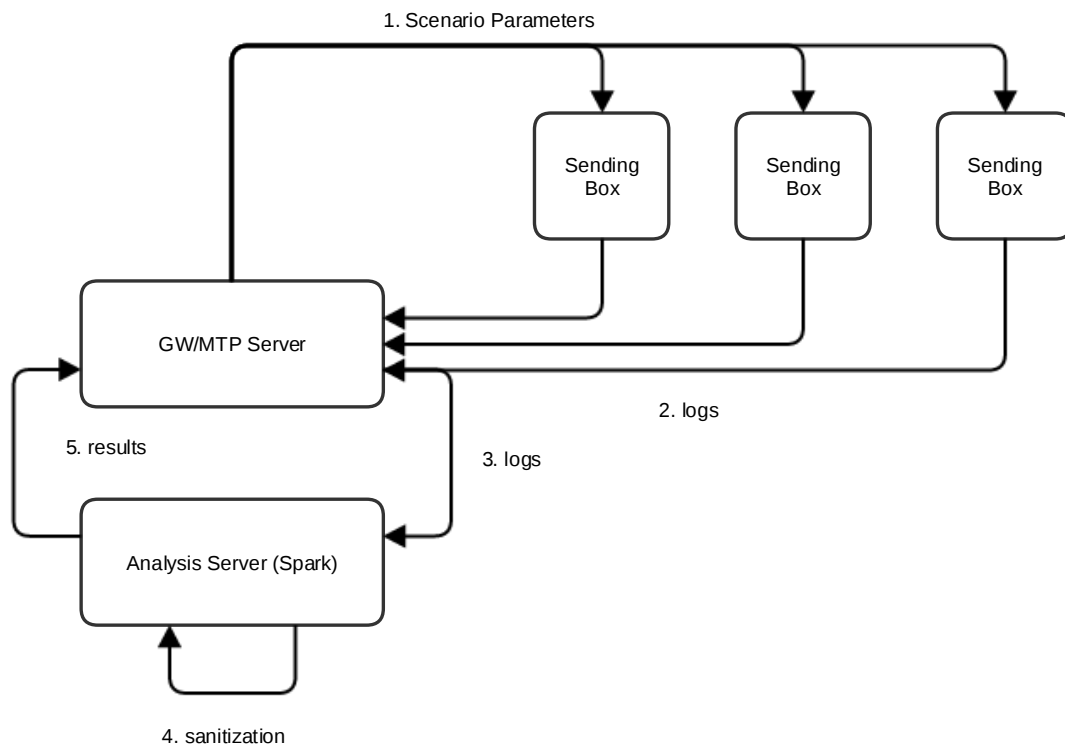 1. Scenario Parameters
Sending
Box
Sending
Box
Sending
Box
GW/MTP Server
2. logs
5. results
3. logs
Analysis Server (Spark)
4. sanitization